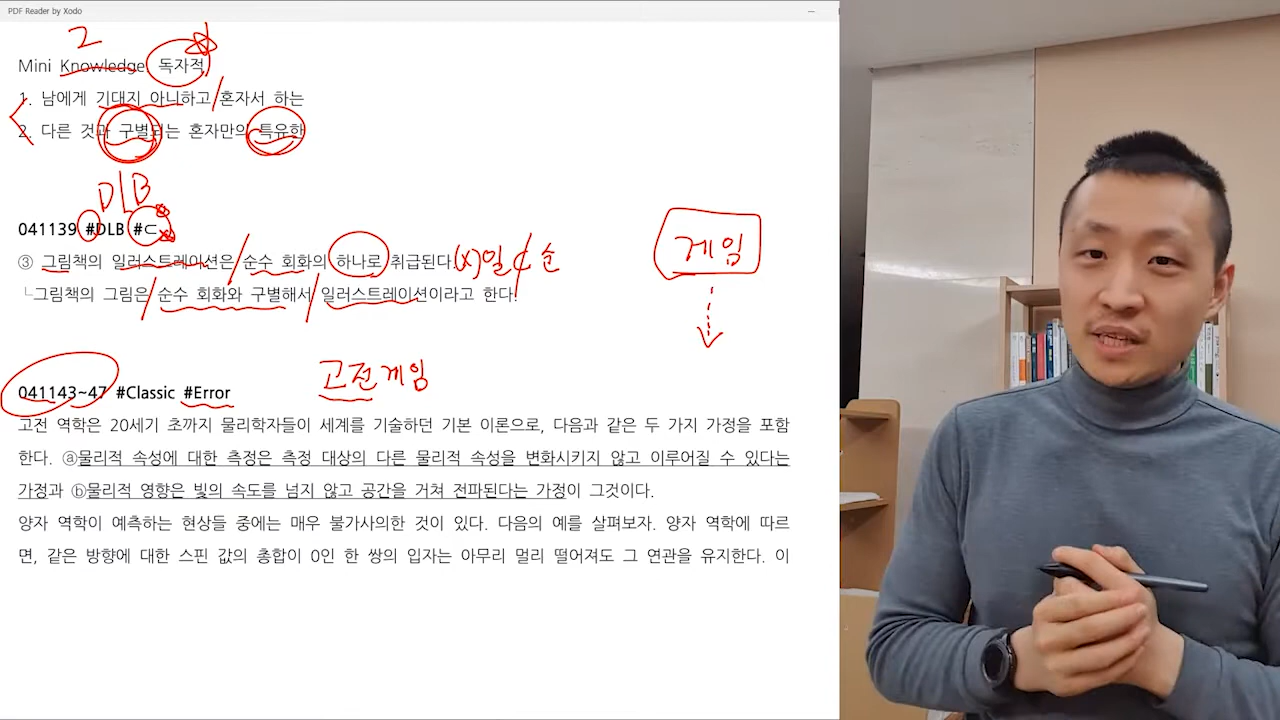 PDF Reader by Xodo
2
Mini Knowledge 독자적
1. 남에게 기대지 아니하고 혼자서 하는
2. 다른 것과 구별되는 혼자만의 특유한
DLB
041139 #DLB #⊂
③ 그림책의 일러스트레이션은 순수 회화의 하나로 취급된다. (x) 일 ⊄ 순
└그림책의 그림은 순수 회화와 구별해서 일러스트레이션이라고 한다.
게임
고전게임
041143~47 #Classic #Error
고전 역학은 20세기 초까지 물리학자들이 세계를 기술하던 기본 이론으로, 다음과 같은 두 가지 가정을 포함
한다. ⓐ물리적 속성에 대한 측정은 측정 대상의 다른 물리적 속성을 변화시키지 않고 이루어질 수 있다는
가정과 ⓑ물리적 영향은 빛의 속도를 넘지 않고 공간을 거쳐 전파된다는 가정이 그것이다.
양자 역학이 예측하는 현상들 중에는 매우 불가사의한 것이 있다. 다음의 예를 살펴보자. 양자 역학에 따르
면, 같은 방향에 대한 스핀 값의 총합이 0인 한 쌍의 입자는 아무리 멀리 떨어져도 그 연관을 유지한다. 이